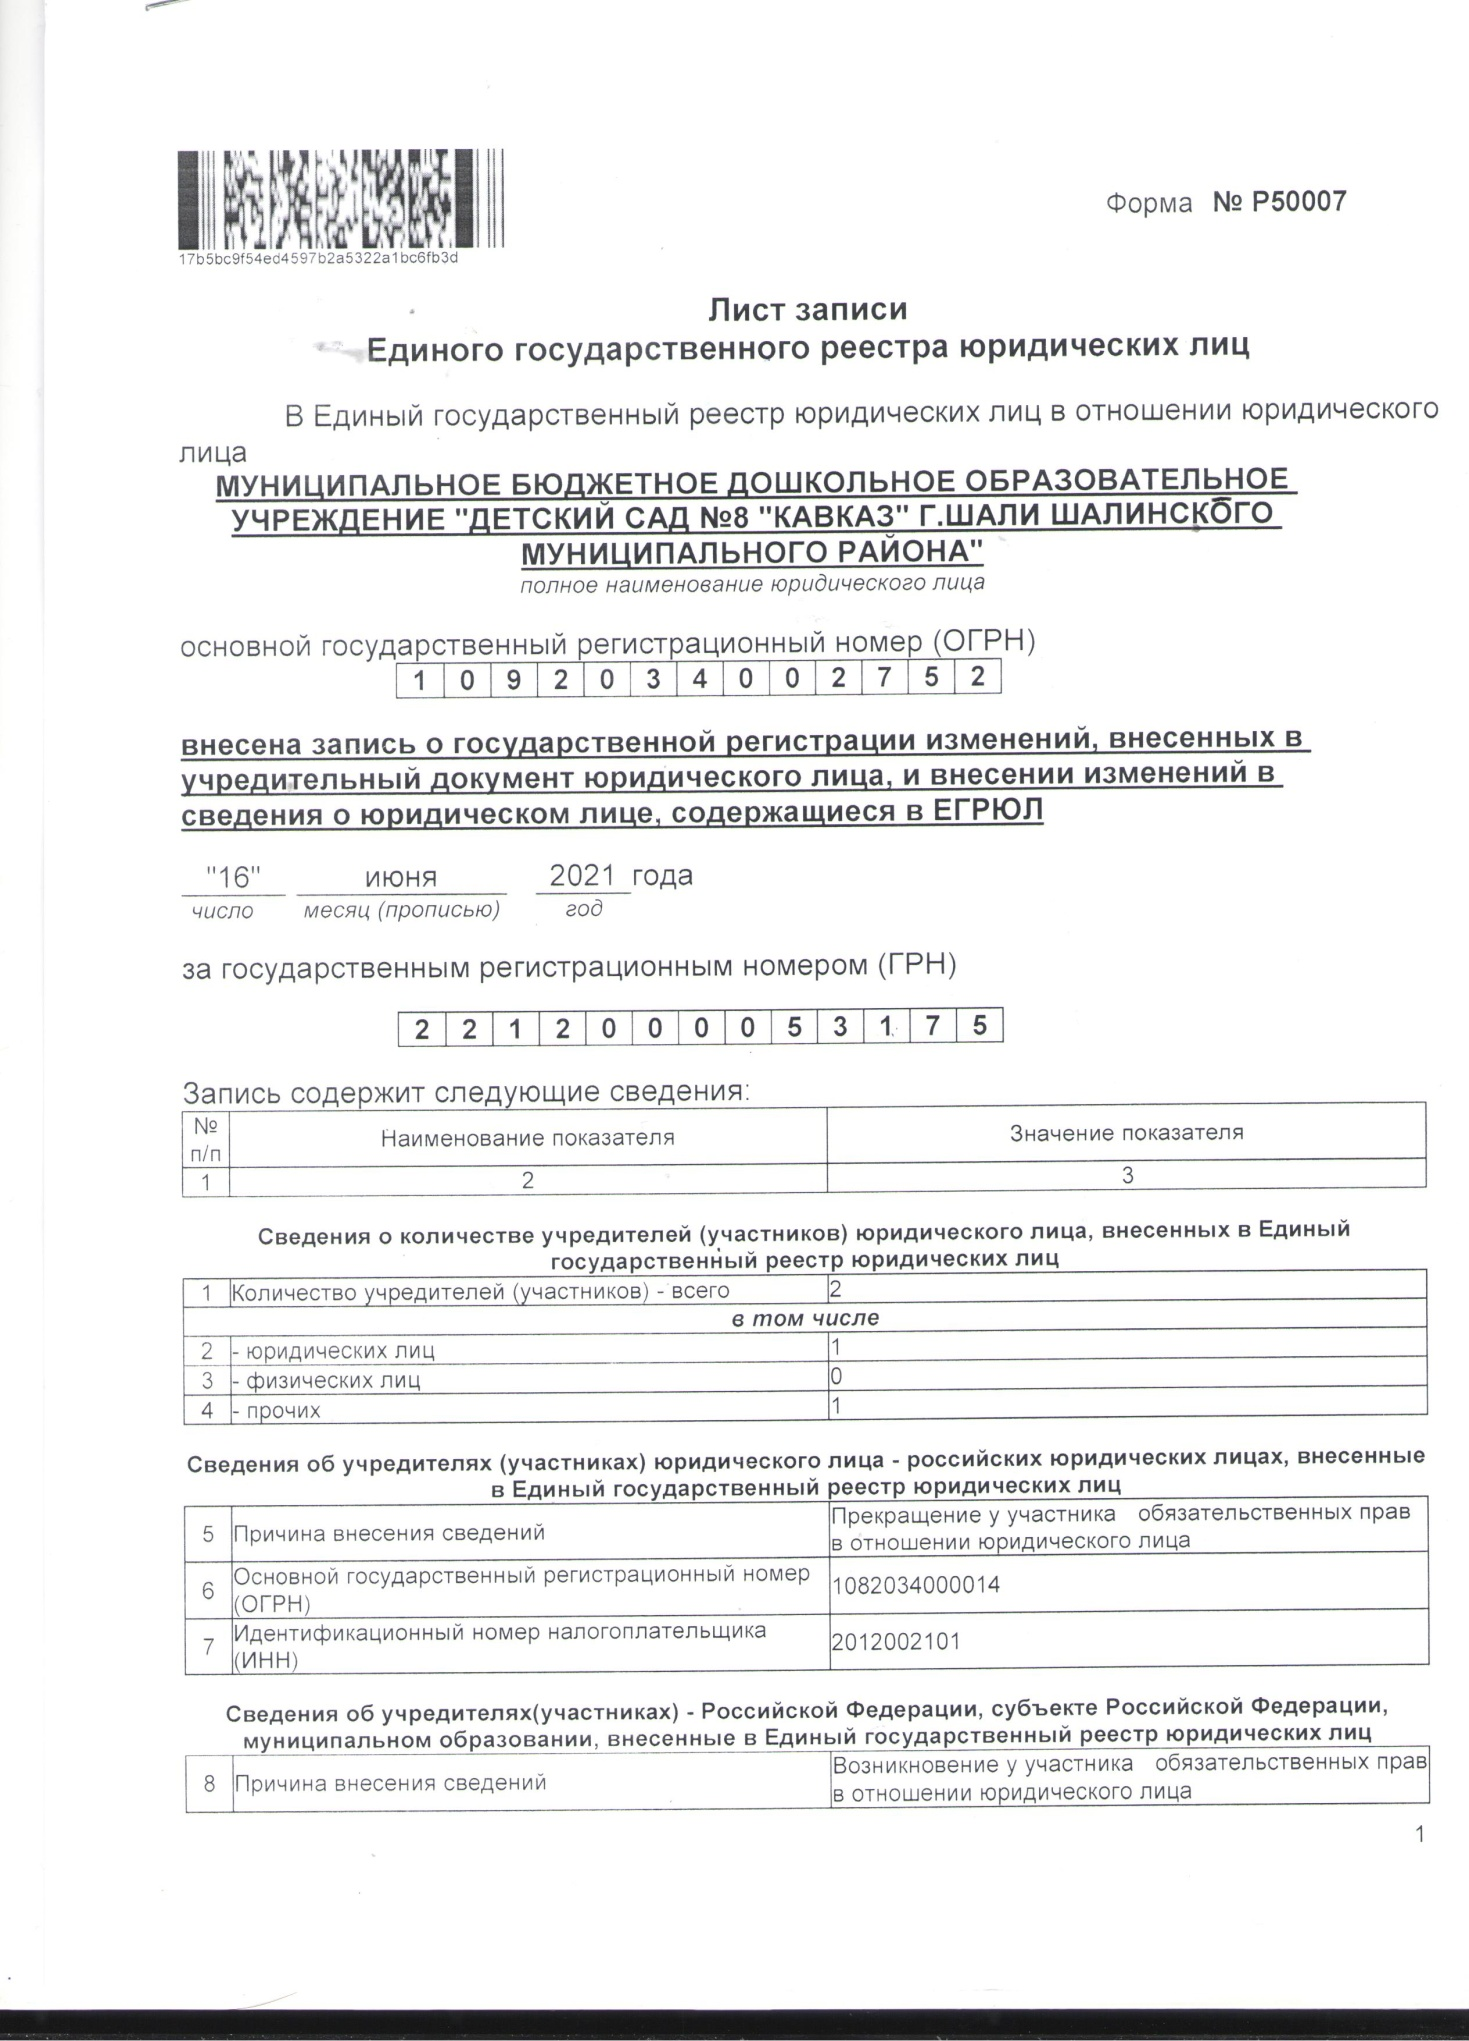 17b5bc9f54ed4597b2a5322a1bc6fb3d
Форма № Р50007
Лист записи
Единого государственного реестра юридических лиц
В Единый государственный реестр юридических лиц в отношении юридического
лица
МУНИЦИПАЛЬНОЕ БЮДЖЕТНОЕ ДОШКОЛЬНОЕ ОБРАЗОВАТЕЛЬНОЕ
УЧРЕЖДЕНИЕ "ДЕТСКИЙ САД №8 "КАВКАЗ" Г.ШАЛИ ШАЛИНСКОГО
МУНИЦИПАЛЬНОГО РАЙОНА"
полное наименование юридического лица
основной государственный регистрационный номер (ОГРН)
1 0 9 2 0 3 4 0 0 2 7 5 2
внесена запись о государственной регистрации изменений, внесенных в
учредительный документ юридического лица, и внесении изменений в
сведения о юридическом лице, содержащиеся в ЕГРЮЛ
"16" июня 2021 года
число месяц (прописью) год
за государственным регистрационным номером (ГРН)
2 2 1 2 0 0 0 0 5 3 1 7 5
Запись содержит следующие сведения:
№ п/п Наименование показателя Значение показателя
1 2 3
Сведения о количестве учредителей (участников) юридического лица, внесенных в Единый
государственный реестр юридических лиц
1 Количество учредителей (участников) - всего 2
в том числе
2 - юридических лиц 1
3 - физических лиц 0
4 - прочих 1
Сведения об учредителях (участниках) юридического лица - российских юридических лицах, внесенные
в Единый государственный реестр юридических лиц
5 Причина внесения сведений Прекращение у участника обязательственных прав
в отношении юридического лица
6 Основной государственный регистрационный номер
(ОГРН) 1082034000014
7 Идентификационный номер налогоплательщика
(ИНН) 2012002101
Сведения об учредителях(участниках) - Российской Федерации, субъекте Российской Федерации,
муниципальном образовании, внесенные в Единый государственный реестр юридических лиц
8 Причина внесения сведений Возникновение у участника обязательственных прав
в отношении юридического лица
1